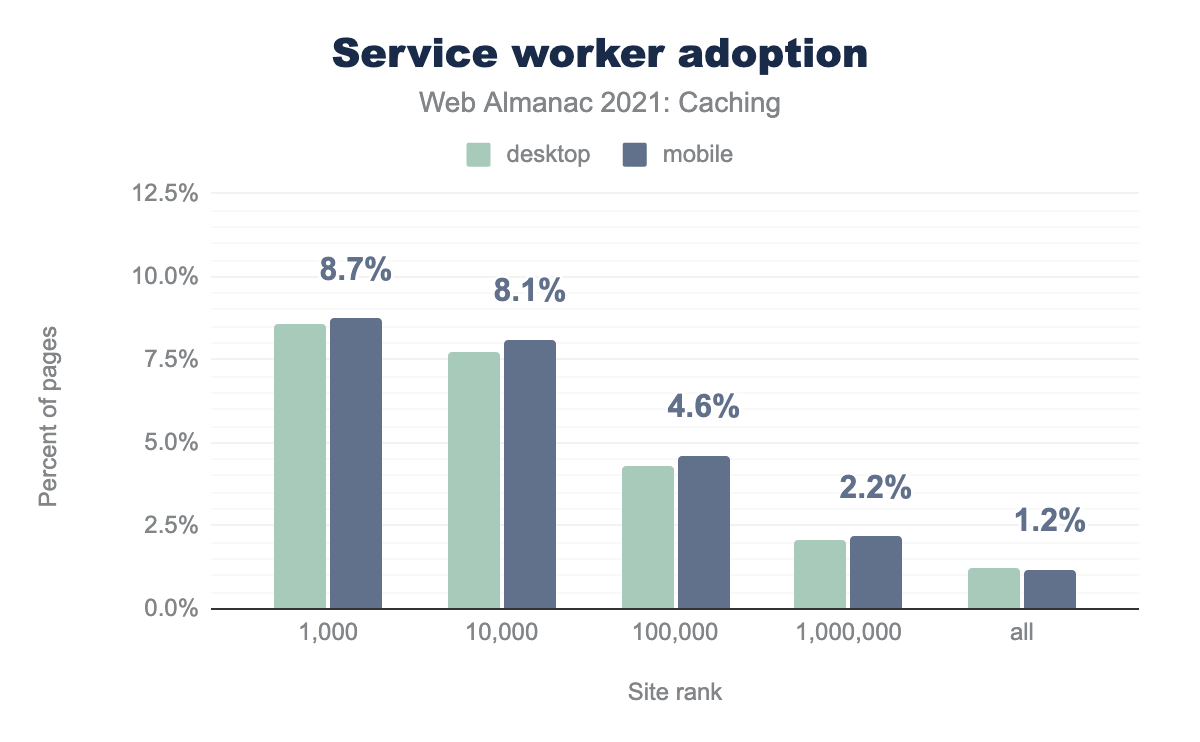 Service worker adoption
Web Almanac 2021: Caching
desktop mobile
12.5%
10.0%
7.5%
5.0%
2.5%
0.0%
Percent of pages
8.7%
8.1%
4.6%
2.2%
1.2%
1,000 10,000 100,000 1,000,000 all
Site rank